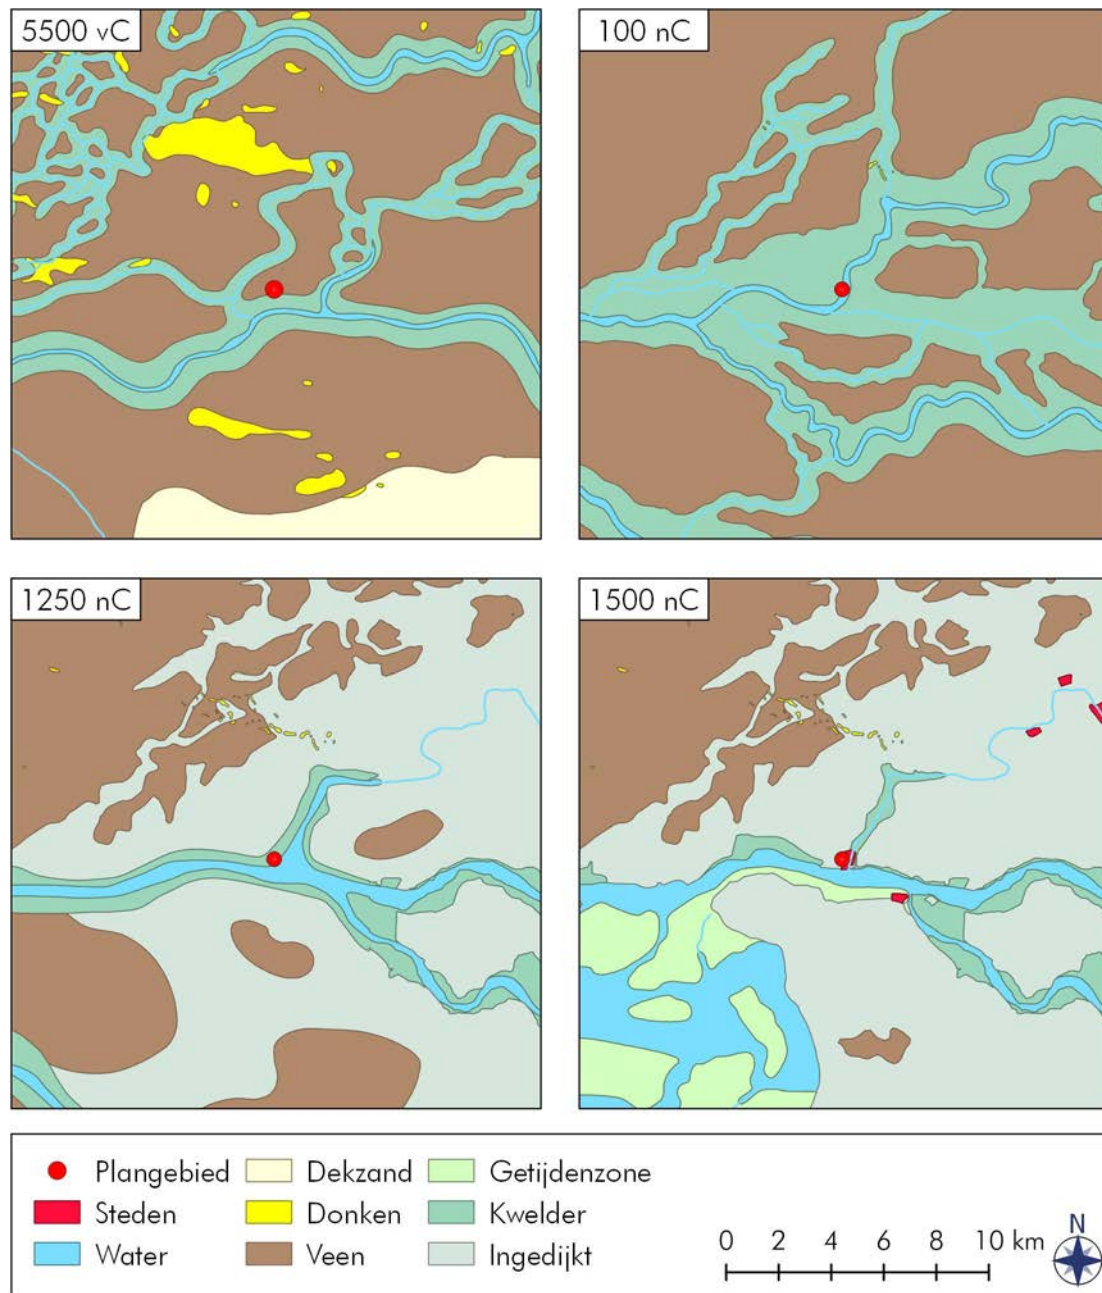 5500 vC
100 nC
1250 nC
1500 nC
Plangebied
Dekzand
Getijdenzone
Steden
Donken
Kwelder
Water
Veen
Ingedijkt
0 2 4 6 8 10 km
N